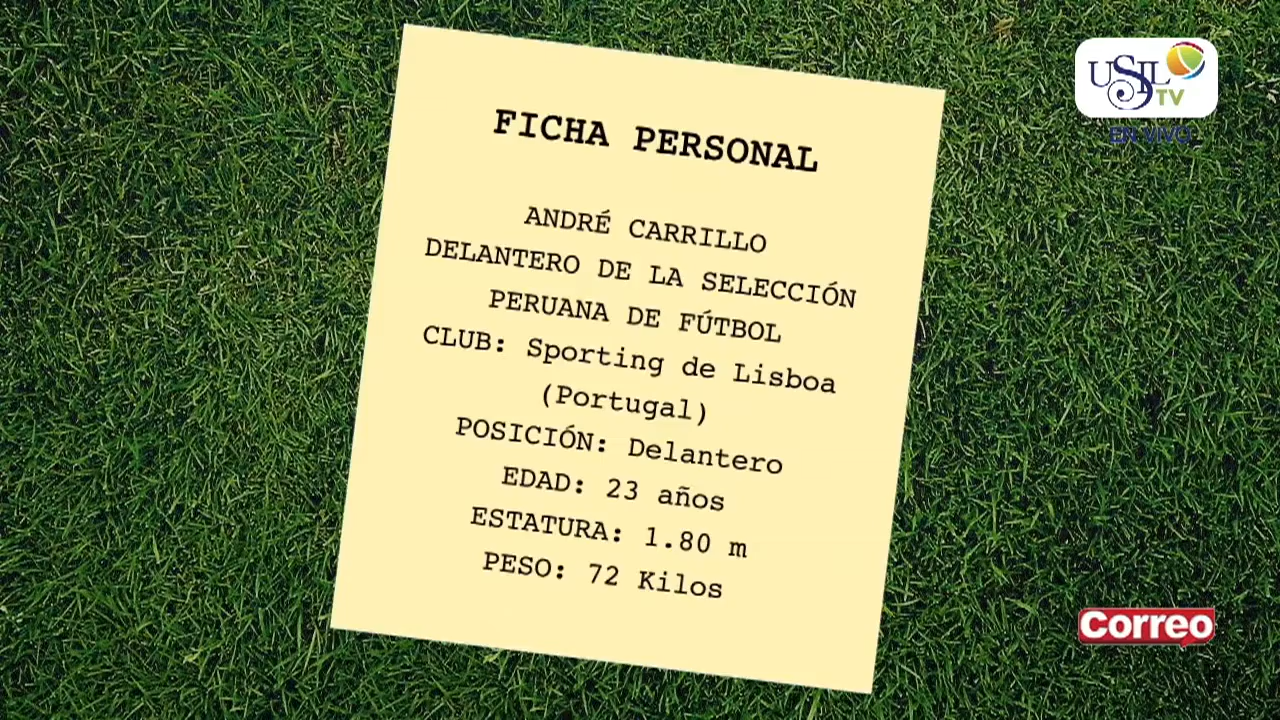 FICHA PERSONAL
ANDRÉ CARRILLO
DELANTERO DE LA SELECCIÓN
PERUANA DE FÚTBOL
CLUB: Sporting de Lisboa
(Portugal)
POSICIÓN: Delantero
EDAD: 23 años
ESTATURA: 1.80 m
PESO: 72 Kilos
USIL
TV
EN VIVO
Correo